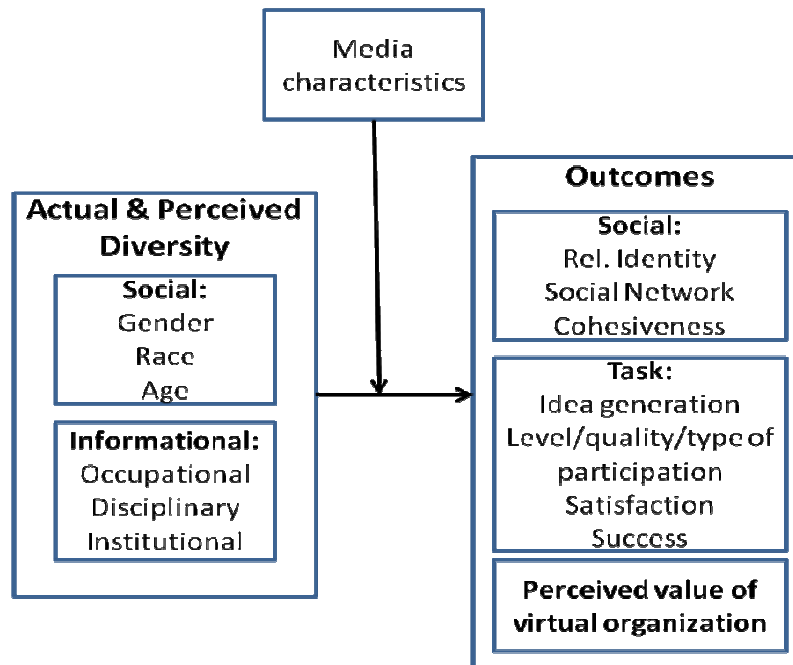 Media
characteristics
Actual & Perceived
Diversity
Social:
Gender
Race
Age
Informational:
Occupational
Disciplinary
Institutional
Outcomes
Social:
Rel. Identity
Social Network
Cohesiveness
Task:
Idea generation
Level/quality/type of
participation
Satisfaction
Success
Perceived value of
virtual organization